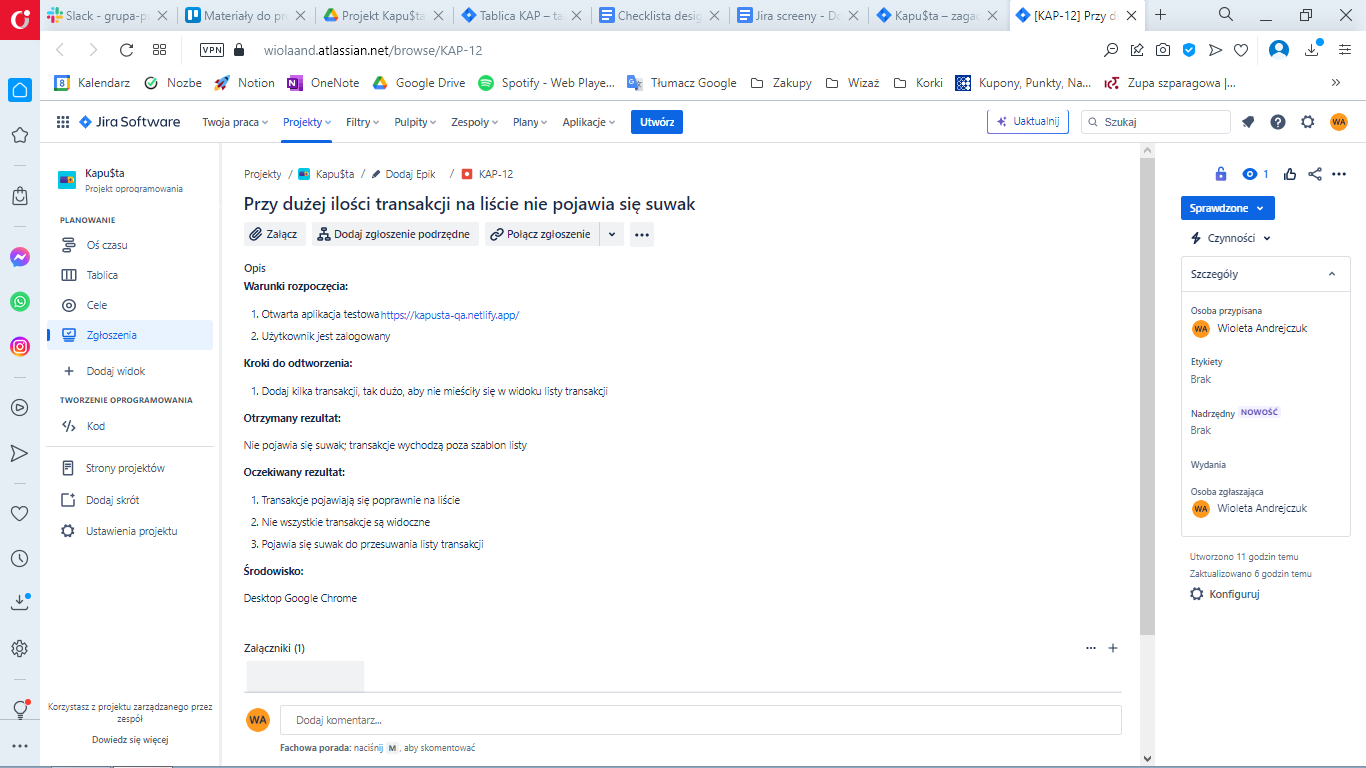 Slack - grupa-p
Materiały do pr
Projekt Kapu$ta
Tablica KAP – ta
Checklista desig
Jira screeny - Do
Kapu$ta – zagad
[KAP-12] Przy d
VPN
wiolaand.atlassian.net/browse/KAP-12
Kalendarz
Nozbe
Notion
OneNote
Google Drive
Spotify - Web Playe...
Tłumacz Google
Zakupy
Wizaż
Korki
Kupony, Punkty, Na...
Zupa szparagowa |...
Jira Software
Twoja praca
Projekty
Filtry
Pulpity
Zespoły
Plany
Aplikacje
Utwórz
Uaktualnij
Szukaj
WA
Kapu$ta
Projekt oprogramowania
PLANOWANIE
Oś czasu
Tablica
Cele
Zgłoszenia
Dodaj widok
TWORZENIE OPROGRAMOWANIA
Kod
Strony projektów
Dodaj skrót
Ustawienia projektu
Korzystasz z projektu zarządzanego przez
zespół
Dowiedz się więcej
Projekty / Kapu$ta / Dodaj Epik / KAP-12
Przy dużej ilości transakcji na liście nie pojawia się suwak
Załącz
Dodaj zgłoszenie podrzędne
Połącz zgłoszenie
Opis
Warunki rozpoczęcia:
1. Otwarta aplikacja testowa https://kapusta-qa.netlify.app/
2. Użytkownik jest zalogowany
Kroki do odtworzenia:
1. Dodaj kilka transakcji, tak dużo, aby nie mieściły się w widoku listy transakcji
Otrzymany rezultat:
Nie pojawia się suwak; transakcje wychodzą poza szablon listy
Oczekiwany rezultat:
1. Transakcje pojawiają się poprawnie na liście
2. Nie wszystkie transakcje są widoczne
3. Pojawia się suwak do przesuwania listy transakcji
Środowisko:
Desktop Google Chrome
Załączniki (1)
WA
Dodaj komentarz...
Fachowa porada: naciśnij M , aby skomentować
1
Sprawdzone
Czynności
Szczegóły
Osoba przypisana
WA Wioleta Andrejczuk
Etykiety
Brak
Nadrzędny NOWOŚĆ
Brak
Wydania
Osoba zgłaszająca
WA Wioleta Andrejczuk
Utworzono 11 godzin temu
Zaktualizowano 6 godzin temu
Konfiguruj